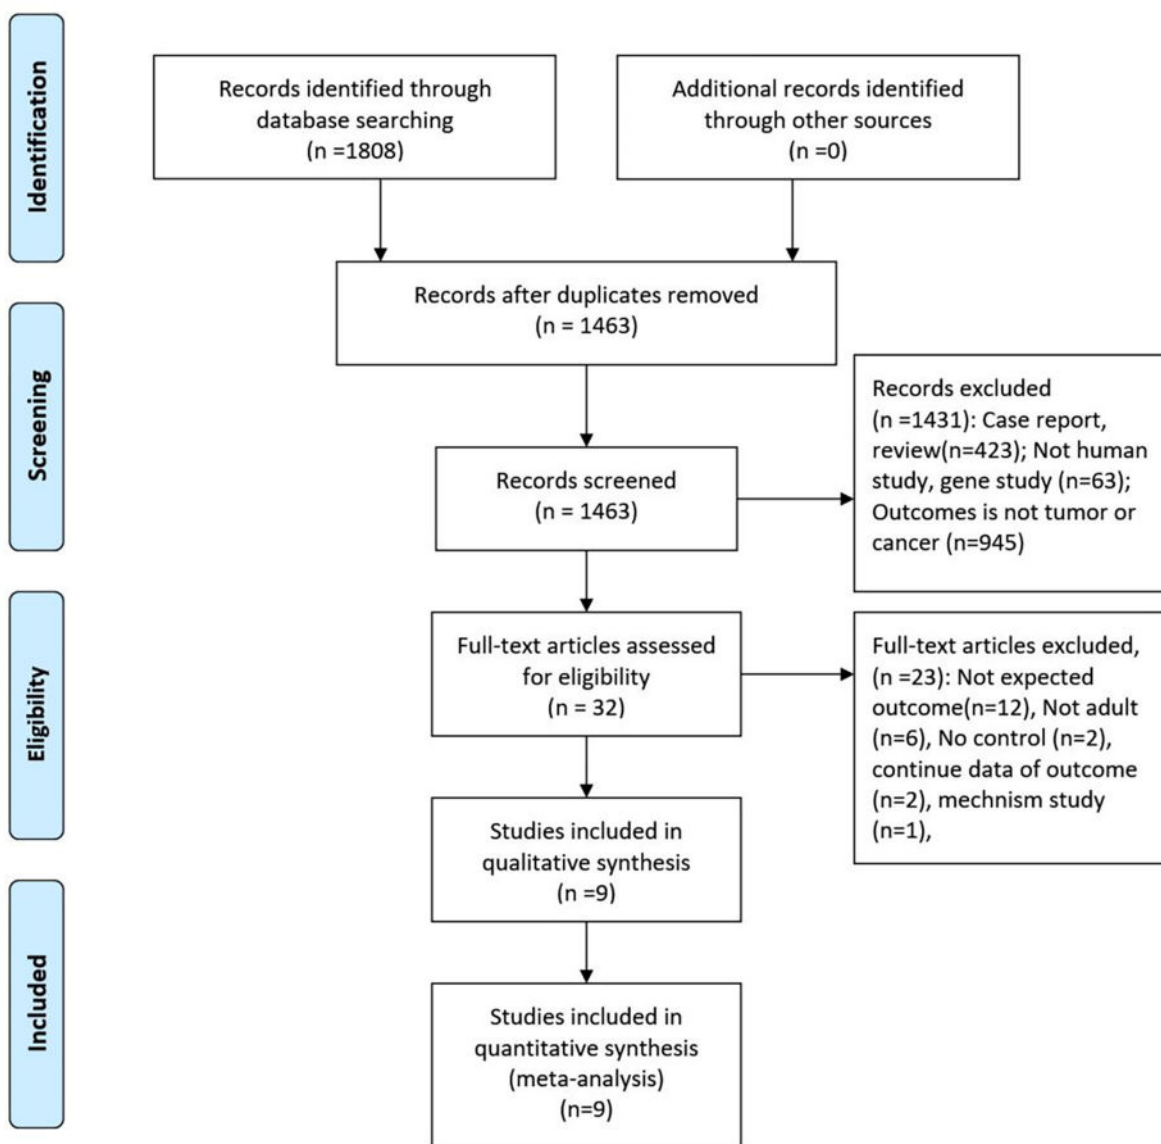 Identification
Records identified through
database searching
(n =1808)
Additional records identified
through other sources
(n =0)
Records after duplicates removed
(n = 1463)
Screening
Records screened
(n = 1463)
Records excluded
(n =1431): Case report,
review(n=423); Not human
study, gene study (n=63);
Outcomes is not tumor or
cancer (n=945)
Eligibility
Full-text articles assessed
for eligibility
(n = 32)
Full-text articles excluded,
(n =23): Not expected
outcome(n=12), Not adult
(n=6), No control (n=2),
continue data of outcome
(n=2), mechnism study
(n=1),
Studies included in
qualitative synthesis
(n =9)
Included
Studies included in
quantitative synthesis
(meta-analysis)
(n=9)